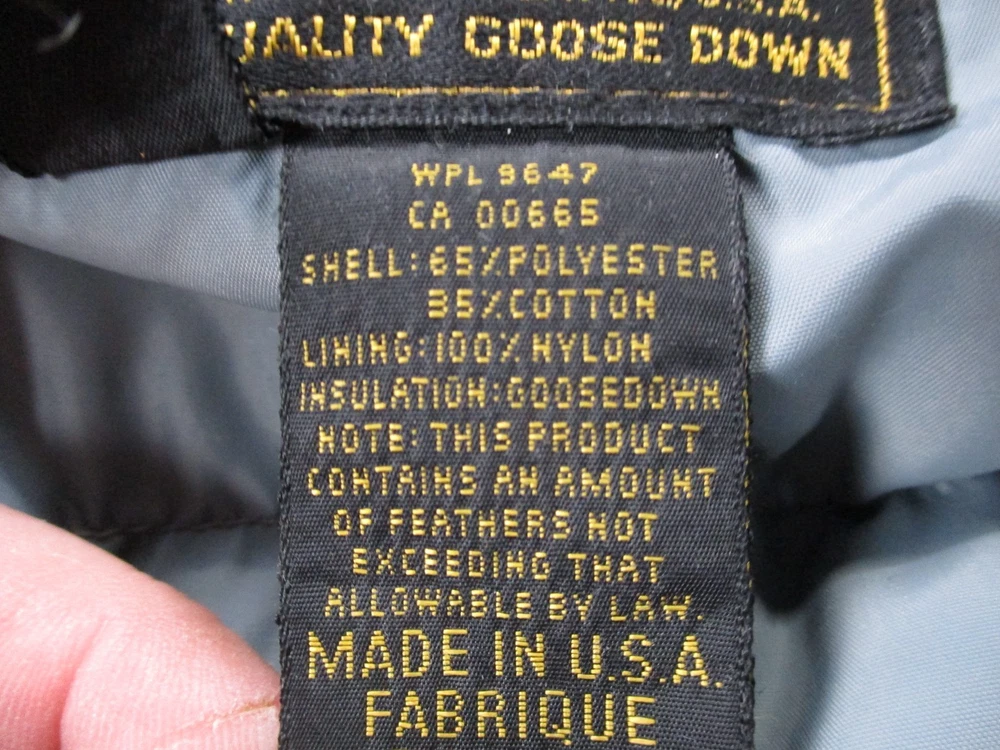 U.S.A.
QUALITY GOOSE DOWN
WPL 9647
CA 00665
SHELL: 65% POLYESTER
35% COTTON
LINING: 100% NYLON
INSULATION: GOOSEDOWN
NOTE: THIS PRODUCT
CONTAINS AN AMOUNT
OF FEATHERS NOT
EXCEEDING THAT
ALLOWABLE BY LAW.
MADE IN U.S.A.
FABRIQUE